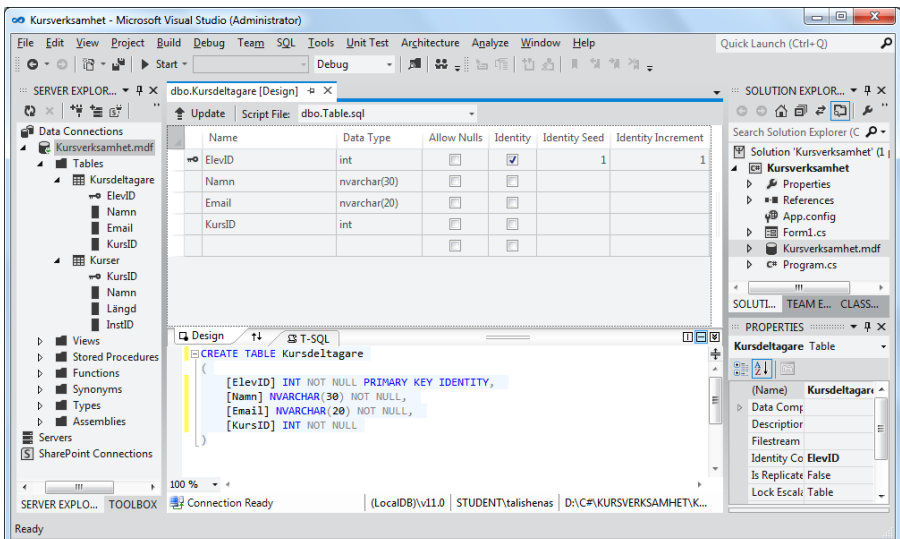 Kursverksamhet - Microsoft Visual Studio (Administrator)
File Edit View Project Build Debug Team SQL Tools Unit Test Architecture Analyze Window Help Quick Launch (Ctrl+Q)
Start - Debug
SERVER EXPLOR...
Data Connections
Kursverksamhet.mdf
Tables
Kursdeltagare
ElevID
Namn
Email
KursID
Kurser
KursID
Namn
Längd
InstID
Views
Stored Procedures
Functions
Synonyms
Types
Assemblies
Servers
SharePoint Connections
SERVER EXPLO... TOOLBOX
dbo.Kursdeltagare [Design]
Update Script File: dbo.Table.sql
Name Data Type Allow Nulls Identity Identity Seed Identity Increment
ElevID int 1 1
Namn nvarchar(30)
Email nvarchar(20)
KursID int
Design T-SQL
CREATE TABLE Kursdeltagare
(
[ElevID] INT NOT NULL PRIMARY KEY IDENTITY,
[Namn] NVARCHAR(30) NOT NULL,
[Email] NVARCHAR(20) NOT NULL,
[KursID] INT NOT NULL
)
100 %
Connection Ready (LocalDB)\v11.0 STUDENT\talishenas D:\C#\KURSVERKSAMHET\K...
SOLUTION EXPLOR...
Search Solution Explorer (C
Solution 'Kursverksamhet' (1
Kursverksamhet
Properties
References
App.config
Form1.cs
Kursverksamhet.mdf
C# Program.cs
SOLUTI... TEAM E... CLASS...
PROPERTIES
Kursdeltagare Table
(Name) Kursdeltagare
Data Comp
Description
Filestream
Identity Co ElevID
Is Replicate False
Lock Escala Table
Ready